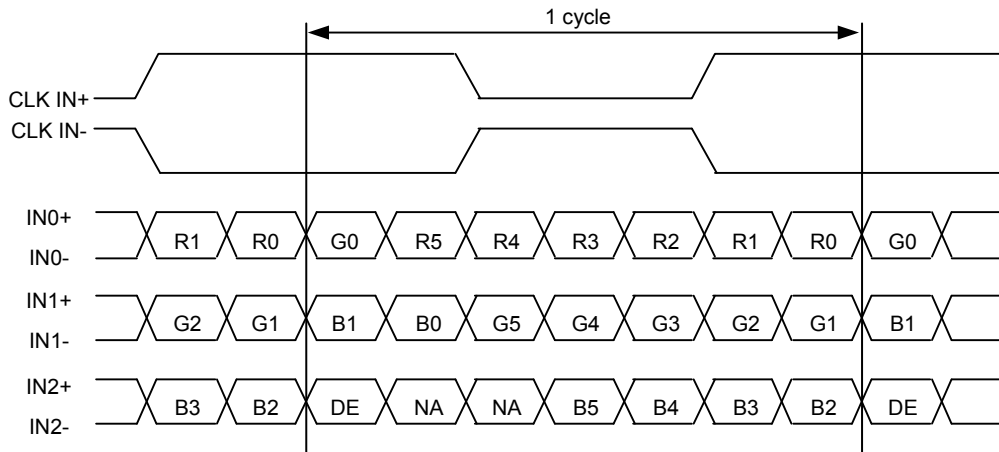 1 cycle
CLK IN+
CLK IN-
IN0+
R1 R0 G0 R5 R4 R3 R2 R1 R0 G0
IN0-
IN1+
G2 G1 B1 B0 G5 G4 G3 G2 G1 B1
IN1-
IN2+
B3 B2 DE NA NA B5 B4 B3 B2 DE
IN2-